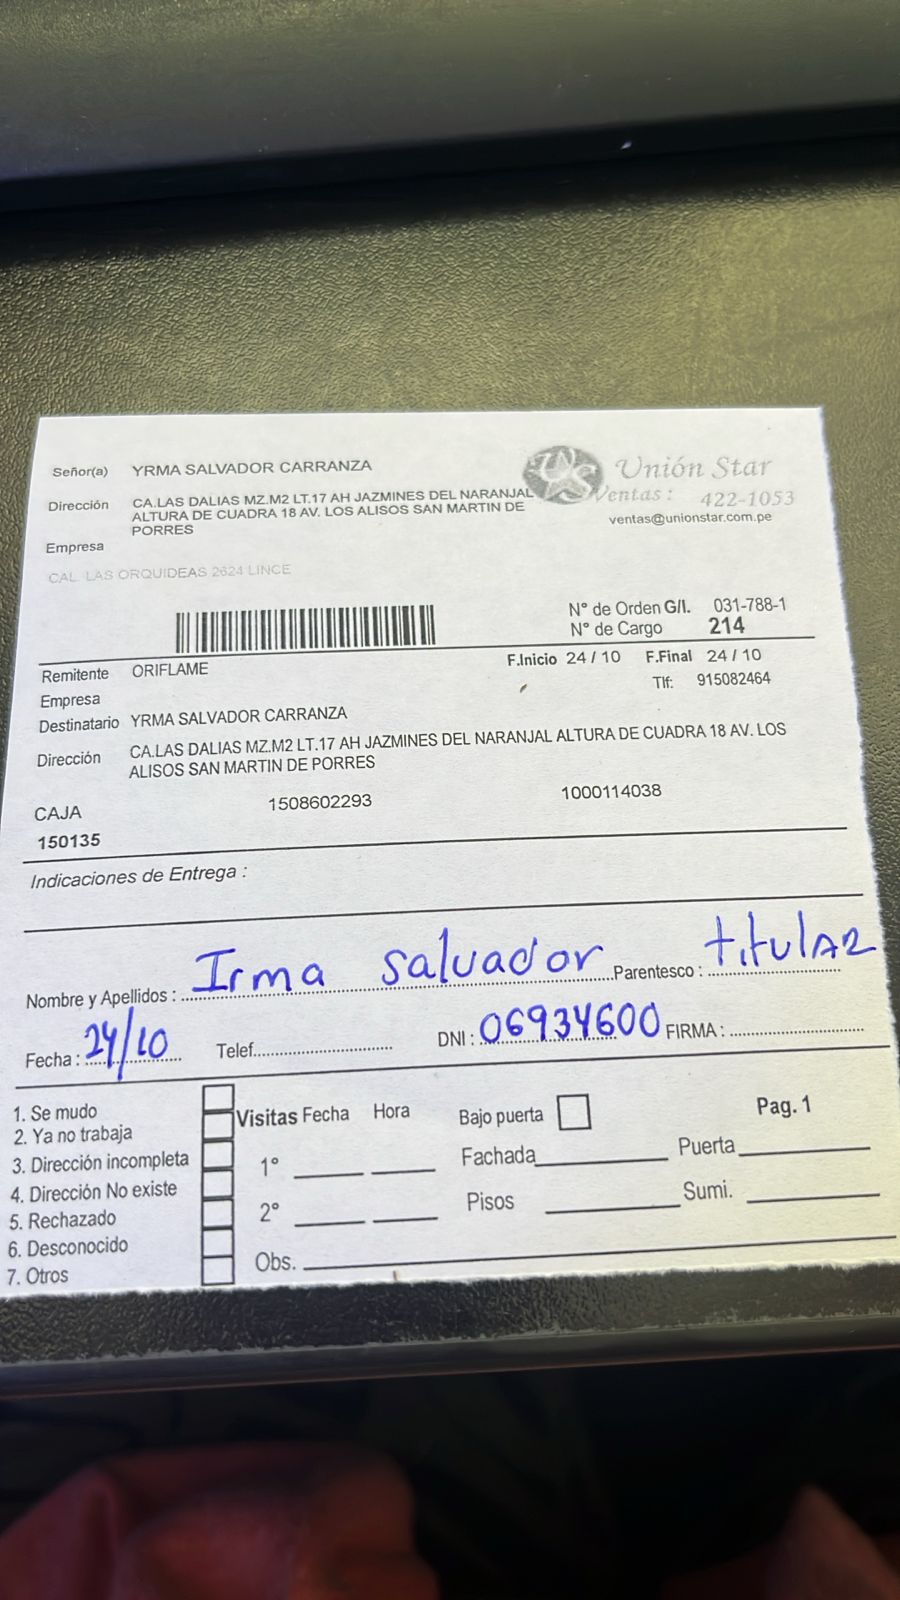 Señor(a) YRMA SALVADOR CARRANZA
Unión Star
Ventas : 422-1053
ventas@unionstar.com.pe
Dirección CA.LAS DALIAS MZ.M2 LT.17 AH JAZMINES DEL NARANJAL
ALTURA DE CUADRA 18 AV. LOS ALISOS SAN MARTIN DE
PORRES
Empresa
CAL. LAS ORQUIDEAS 2624 LINCE
N° de Orden G/I. 031-788-1
N° de Cargo 214
Remitente ORIFLAME
F.Inicio 24 / 10 F.Final 24 / 10
Empresa
Tlf: 915082464
Destinatario YRMA SALVADOR CARRANZA
Dirección CA.LAS DALIAS MZ.M2 LT.17 AH JAZMINES DEL NARANJAL ALTURA DE CUADRA 18 AV. LOS
ALISOS SAN MARTIN DE PORRES
CAJA 1508602293 1000114038
150135
Indicaciones de Entrega :
Nombre y Apellidos : Irma salvador Parentesco : titulAR
Fecha : 24/10 Telef. DNI : 06934600 FIRMA :
1. Se mudo
2. Ya no trabaja
3. Dirección incompleta
4. Dirección No existe
5. Rechazado
6. Desconocido
7. Otros
Visitas Fecha Hora
1°
2°
Obs.
Bajo puerta
Pag. 1
Fachada Puerta
Pisos Sumi.